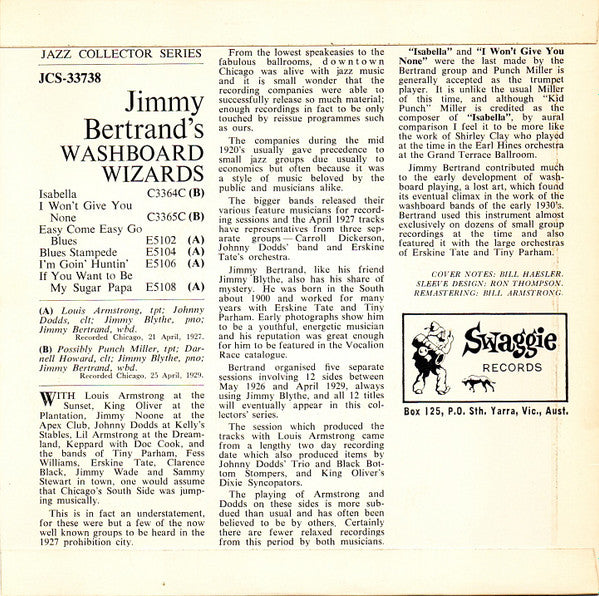 JAZZ COLLECTOR SERIES
JCS-33738
Jimmy
Bertrand's
WASHBOARD
WIZARDS
Isabella C3364C (B)
I Won't Give You
None C3365C (B)
Easy Come Easy Go
Blues E5102 (A)
Blues Stampede E5104 (A)
I'm Goin' Huntin' E5106 (A)
If You Want to Be
My Sugar Papa E5108 (A)
(A) Louis Armstrong, tpt; Johnny
Dodds, clt; Jimmy Blythe, pno;
Jimmy Bertrand, wbd.
Recorded Chicago, 21 April, 1927.
(B) Possibly Punch Miller, tpt; Dar-
nell Howard, clt; Jimmy Blythe, pno;
Jimmy Bertrand, wbd.
Recorded Chicago, 25 April, 1929.
WITH Louis Armstrong at the
Sunset, King Oliver at the
Plantation, Jimmy Noone at the
Apex Club, Johnny Dodds at Kelly's
Stables, Lil Armstrong at the Dream-
land, Keppard with Doc Cook, and
the bands of Tiny Parham, Fess
Williams, Erskine Tate, Clarence
Black, Jimmy Wade and Sammy
Stewart in town, one would assume
that Chicago's South Side was jump-
ing musically.
This is in fact an understatement,
for these were but a few of the now
well known groups to be heard in the
1927 prohibition city.
From the lowest speakeasies to the
fabulous ballrooms, downtown
Chicago was alive with jazz music
and it is small wonder that the
recording companies were able to
successfully release so much material;
enough recordings in fact to be only
touched by reissue programmes such
as ours.
The companies during the mid
1920's usually gave precedence to
small jazz groups due usually to
economics but often because it was
a style of music beloved by the
public and musicians alike.
The bigger bands released their
various feature musicians for record-
ing sessions and the April 1927 tracks
have representatives from three sep-
arate groups—Carroll Dickerson,
Johnny Dodds' band and Erskine
Tate's orchestra.
Jimmy Bertrand, like his friend
Jimmy Blythe, also has his share of
mystery. He was born in the South
about 1900 and worked for many
years with Erskine Tate and Tiny
Parham. Early photographs show him
to be a youthful, energetic musician
and his reputation was great enough
for him to be featured in the Vocalion
Race catalogue.
Bertrand organised five separate
sessions involving 12 sides between
May 1926 and April 1929, always
using Jimmy Blythe, and all 12 titles
will eventually appear in this col-
lectors' series.
The session which produced the
tracks with Louis Armstrong came
from a lengthy two day recording
date which also produced items by
Johnny Dodds' Trio and Black Bot-
tom Stompers, and King Oliver's
Dixie Syncopators.
The playing of Armstrong and
Dodds on these sides is more sub-
dued than usual and has often been
believed to be by others. Certainly
there are fewer relaxed recordings
from this period by both musicians.
"Isabella" and "I Won't Give You
None" were the last made by the
Bertrand group and Punch Miller is
generally accepted as the trumpet
player. It is unlike the usual Miller
of this time, and although "Kid
Punch" Miller is credited as the
composer of "Isabella", by aural
comparison I feel it to be more like
the work of Shirley Clay who played
at the time in the Earl Hines orchestra
at the Grand Terrace Ballroom.
Jimmy Bertrand contributed much
to the early development of wash-
board playing, a lost art, which found
its eventual climax in the work of the
washboard bands of the early 1930's.
Bertrand used this instrument almost
exclusively on dozens of small group
recordings at the time and also
featured it with the large orchestras
of Erskine Tate and Tiny Parham.
COVER NOTES: BILL HAESLER.
SLEEVE DESIGN: RON THOMPSON.
REMASTERING: BILL ARMSTRONG.
Swaggie
RECORDS
Box 125, P.O. Sth. Yarra, Vic., Aust.